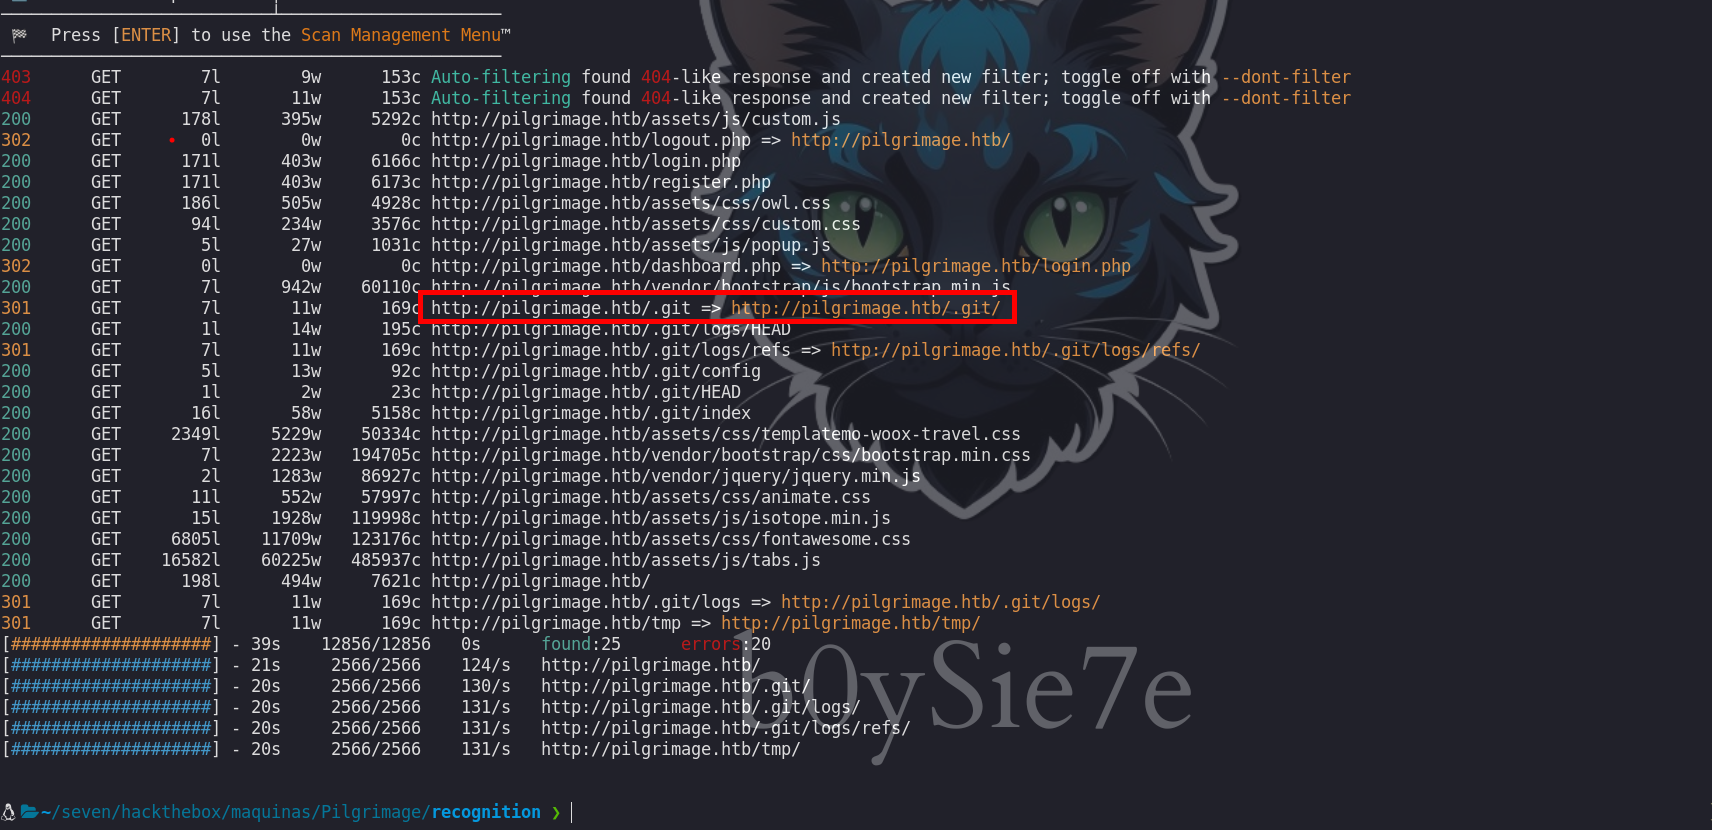 Press [ENTER] to use the Scan Management Menu™
403 GET 7l 9w 153c Auto-filtering found 404-like response and created new filter; toggle off with --dont-filter
404 GET 7l 11w 153c Auto-filtering found 404-like response and created new filter; toggle off with --dont-filter
200 GET 178l 395w 5292c http://pilgrimage.htb/assets/js/custom.js
302 GET 0l 0w 0c http://pilgrimage.htb/logout.php => http://pilgrimage.htb/
200 GET 171l 403w 6166c http://pilgrimage.htb/login.php
200 GET 171l 403w 6173c http://pilgrimage.htb/register.php
200 GET 186l 505w 4928c http://pilgrimage.htb/assets/css/owl.css
200 GET 94l 234w 3576c http://pilgrimage.htb/assets/css/custom.css
200 GET 5l 27w 1031c http://pilgrimage.htb/assets/js/popup.js
302 GET 0l 0w 0c http://pilgrimage.htb/dashboard.php => http://pilgrimage.htb/login.php
200 GET 7l 942w 60110c http://pilgrimage.htb/vendor/bootstrap/js/bootstrap.min.js
301 GET 7l 11w 169c http://pilgrimage.htb/.git => http://pilgrimage.htb/.git/
200 GET 1l 14w 195c http://pilgrimage.htb/.git/logs/HEAD
301 GET 7l 11w 169c http://pilgrimage.htb/.git/logs/refs => http://pilgrimage.htb/.git/logs/refs/
200 GET 5l 13w 92c http://pilgrimage.htb/.git/config
200 GET 1l 2w 23c http://pilgrimage.htb/.git/HEAD
200 GET 16l 58w 5158c http://pilgrimage.htb/.git/index
200 GET 2349l 5229w 50334c http://pilgrimage.htb/assets/css/templatemo-woox-travel.css
200 GET 7l 2223w 194705c http://pilgrimage.htb/vendor/bootstrap/css/bootstrap.min.css
200 GET 2l 1283w 86927c http://pilgrimage.htb/vendor/jquery/jquery.min.js
200 GET 11l 552w 57997c http://pilgrimage.htb/assets/css/animate.css
200 GET 15l 1928w 119998c http://pilgrimage.htb/assets/js/isotope.min.js
200 GET 6805l 11709w 123176c http://pilgrimage.htb/assets/css/fontawesome.css
200 GET 16582l 60225w 485937c http://pilgrimage.htb/assets/js/tabs.js
200 GET 198l 494w 7621c http://pilgrimage.htb/
301 GET 7l 11w 169c http://pilgrimage.htb/.git/logs => http://pilgrimage.htb/.git/logs/
301 GET 7l 11w 169c http://pilgrimage.htb/tmp => http://pilgrimage.htb/tmp/
[####################] - 39s 12856/12856 0s found:25 errors:20
[####################] - 21s 2566/2566 124/s http://pilgrimage.htb/
[####################] - 20s 2566/2566 130/s http://pilgrimage.htb/.git/
[####################] - 20s 2566/2566 131/s http://pilgrimage.htb/.git/logs/
[####################] - 20s 2566/2566 131/s http://pilgrimage.htb/.git/logs/refs/
[####################] - 20s 2566/2566 131/s http://pilgrimage.htb/tmp/
b0ySie7e
~/seven/hackthebox/maquinas/Pilgrimage/recognition ❯